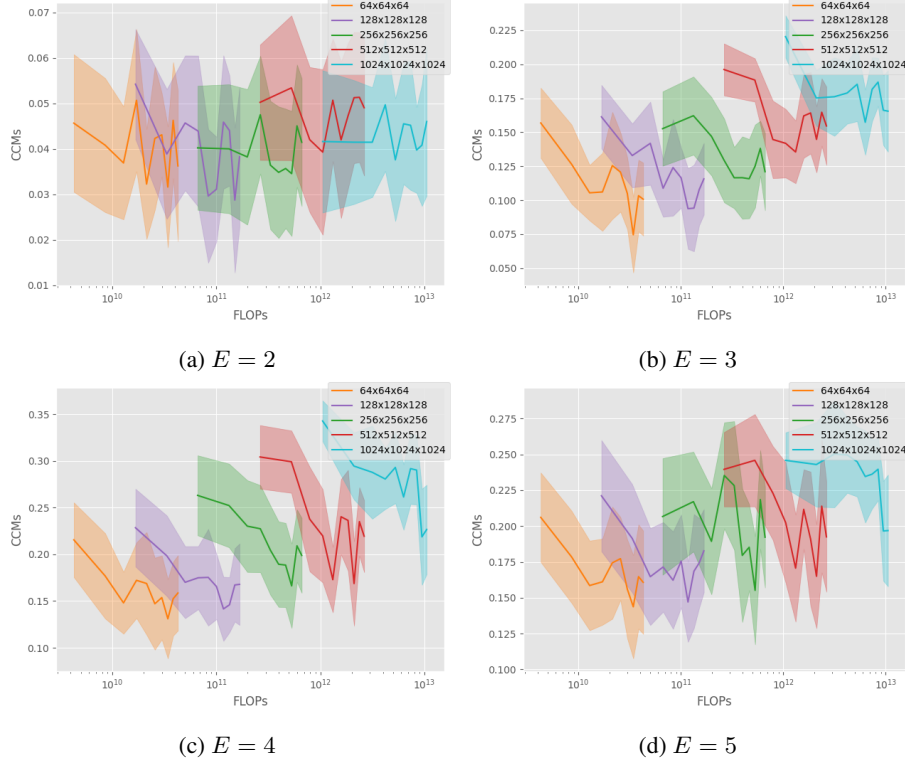 64x64x64
128x128x128
256x256x256
512x512x512
1024x1024x1024
0.07
0.06
0.05
0.04
0.03
0.02
0.01
CCMs
10^10 10^11 10^12 10^13
FLOPs
(a) E = 2
64x64x64
128x128x128
256x256x256
512x512x512
1024x1024x1024
0.225
0.200
0.175
0.150
0.125
0.100
0.075
0.050
CCMs
10^10 10^11 10^12 10^13
FLOPs
(b) E = 3
64x64x64
128x128x128
256x256x256
512x512x512
1024x1024x1024
0.35
0.30
0.25
0.20
0.15
0.10
CCMs
10^10 10^11 10^12 10^13
FLOPs
(c) E = 4
64x64x64
128x128x128
256x256x256
512x512x512
1024x1024x1024
0.275
0.250
0.225
0.200
0.175
0.150
0.125
0.100
CCMs
10^10 10^11 10^12 10^13
FLOPs
(d) E = 5